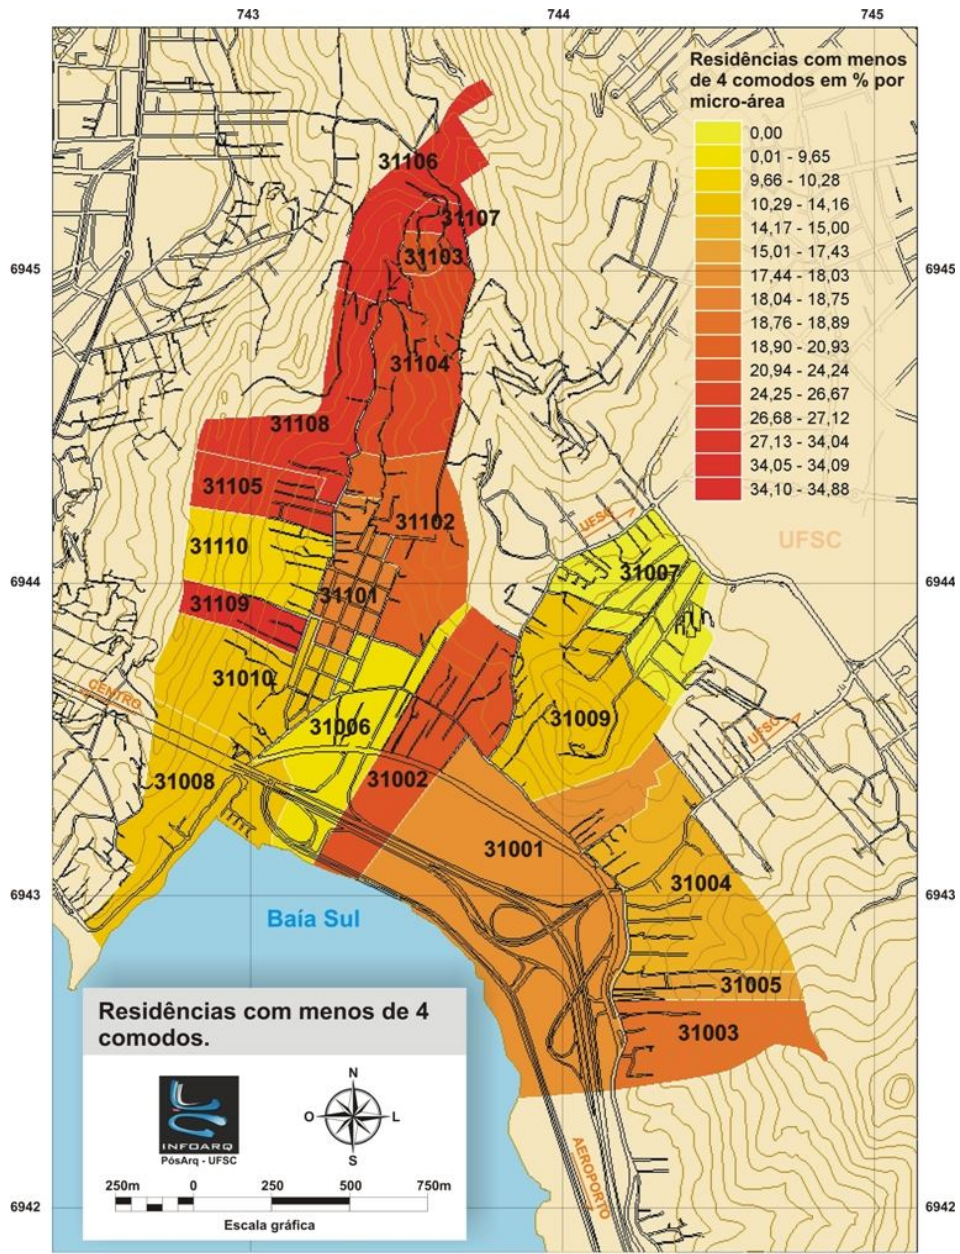 743
744
745
Residências com menos
de 4 comodos em % por
micro-área
0,00
0,01 - 9,65
9,66 - 10,28
10,29 - 14,16
14,17 - 15,00
15,01 - 17,43
17,44 - 18,03
18,04 - 18,75
18,76 - 18,89
18,90 - 20,93
20,94 - 24,24
24,25 - 26,67
26,68 - 27,12
27,13 - 34,04
34,05 - 34,09
34,10 - 34,88
31106
31107
31103
6945
6945
31104
31108
31105
31102
UFSC
31110
UFSC
31007
6944
6944
31101
31109
31010
CENTRO
31009
31006
UFSC
31008
31002
31001
31004
6943
6943
Baía Sul
31005
31003
Residências com menos de 4
comodos.
N
O
L
S
INFOARQ
PósArq - UFSC
250m
0
250
500
750m
Escala gráfica
AEROPORTO
6942
6942